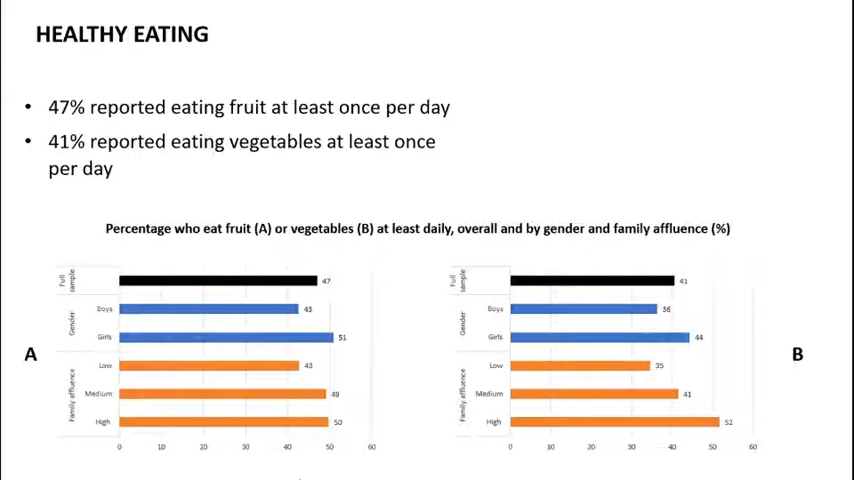 HEALTHY EATING
• 47% reported eating fruit at least once per day
• 41% reported eating vegetables at least once
per day
Percentage who eat fruit (A) or vegetables (B) at least daily, overall and by gender and family affluence (%)
A
Full
sample
47
Gender
Boys 43
Girls 51
Family affluence
Low 43
Medium 49
High 50
0 10 20 30 40 50 60
Full
sample
41
Gender
Boys 36
Girls 44
Family affluence
Low 35
Medium 41
High 52
0 10 20 30 40 50 60
B